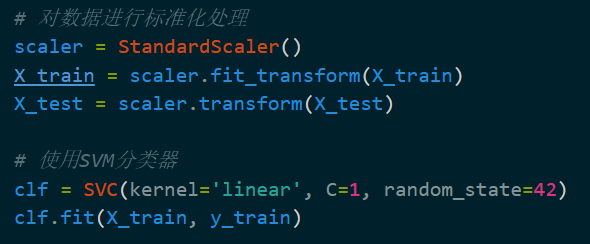 # 对数据进行标准化处理
scaler = StandardScaler()
X_train = scaler.fit_transform(X_train)
X_test = scaler.transform(X_test)
# 使用SVM分类器
clf = SVC(kernel='linear', C=1, random_state=42)
clf.fit(X_train, y_train)